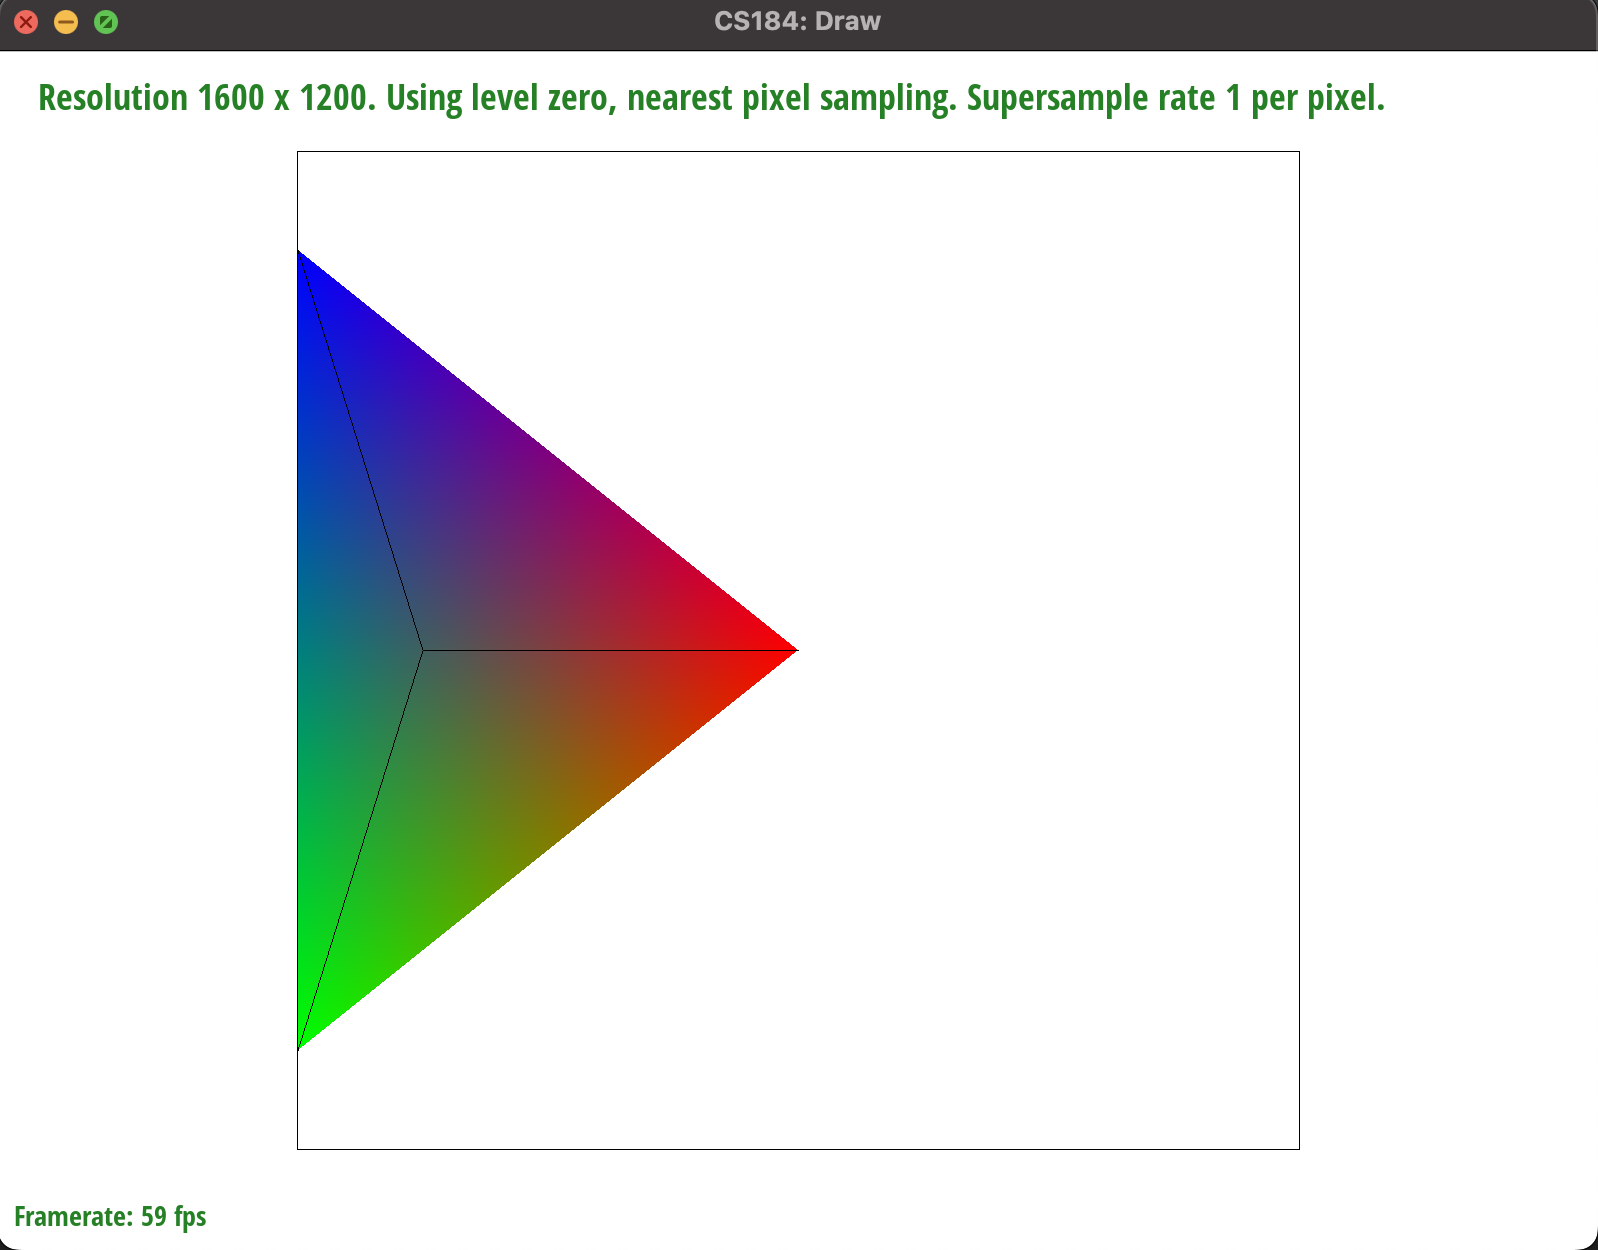 CS184: Draw
Resolution 1600 x 1200. Using level zero, nearest pixel sampling. Supersample rate 1 per pixel.
Framerate: 59 fps